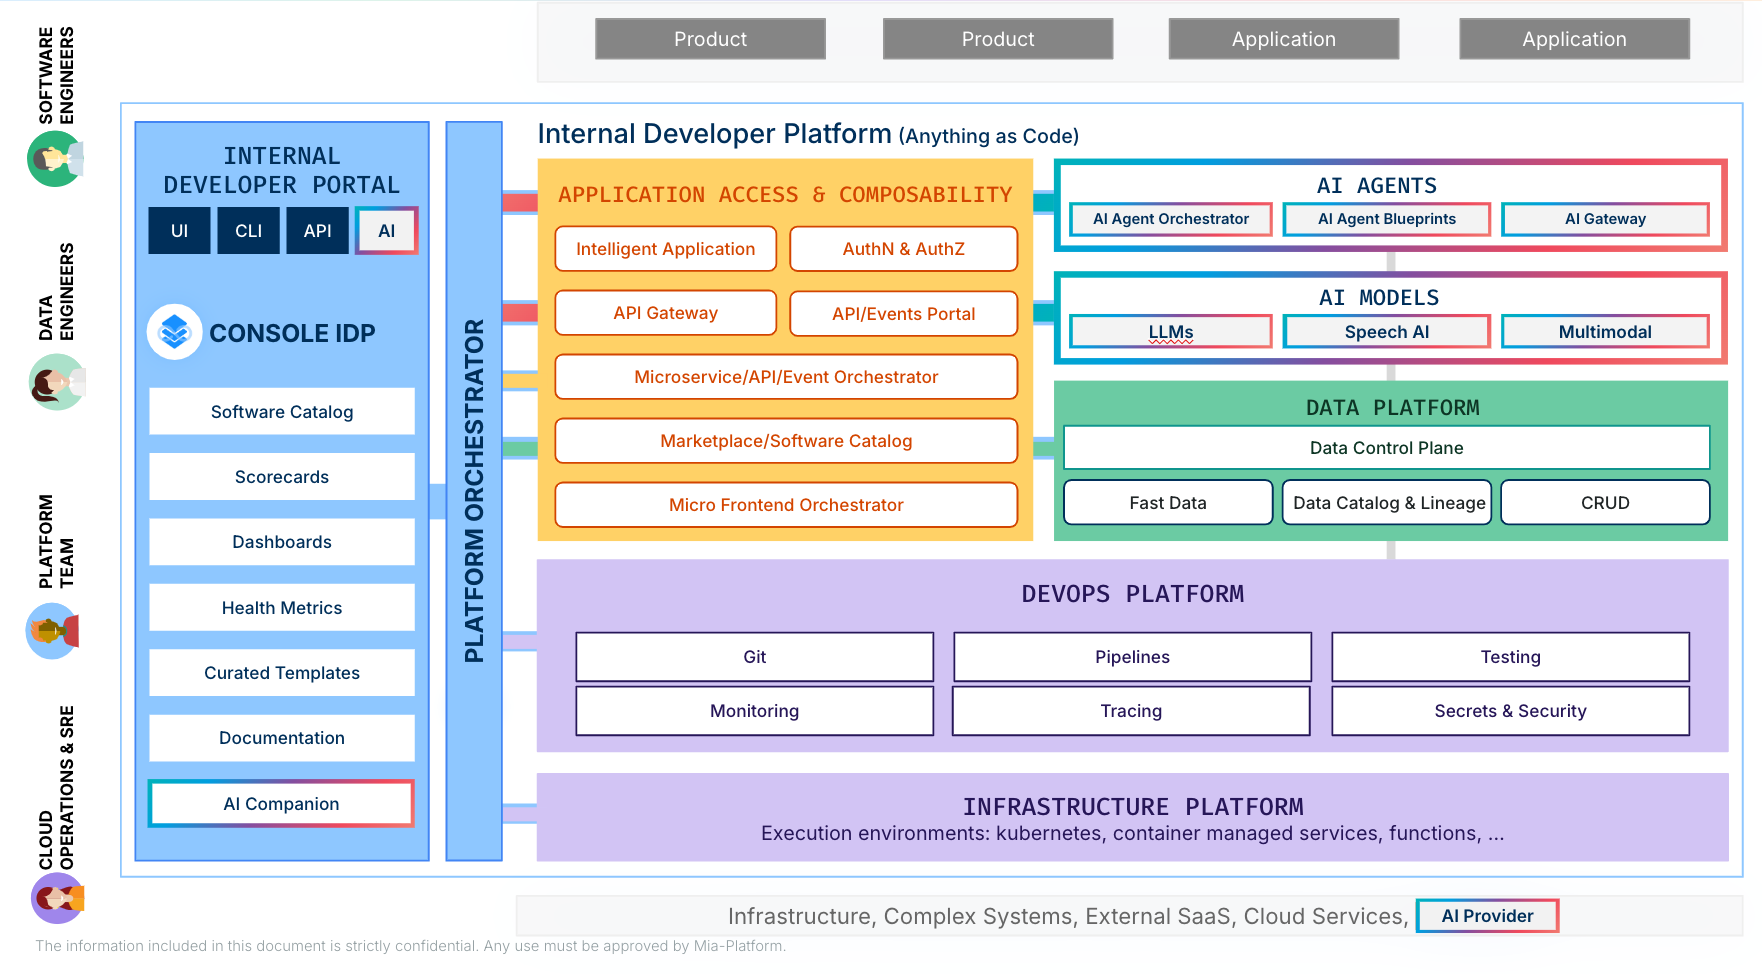 Product
Product
Application
Application
SOFTWARE
ENGINEERS
DATA
ENGINEERS
PLATFORM
TEAM
CLOUD
OPERATIONS & SRE
INTERNAL
DEVELOPER PORTAL
UI
CLI
API
AI
CONSOLE IDP
Software Catalog
Scorecards
Dashboards
Health Metrics
Curated Templates
Documentation
AI Companion
PLATFORM ORCHESTRATOR
Internal Developer Platform (Anything as Code)
APPLICATION ACCESS & COMPOSABILITY
Intelligent Application
AuthN & AuthZ
API Gateway
API/Events Portal
Microservice/API/Event Orchestrator
Marketplace/Software Catalog
Micro Frontend Orchestrator
AI AGENTS
AI Agent Orchestrator
AI Agent Blueprints
AI Gateway
AI MODELS
LLMs
Speech AI
Multimodal
DATA PLATFORM
Data Control Plane
Fast Data
Data Catalog & Lineage
CRUD
DEVOPS PLATFORM
Git
Pipelines
Testing
Monitoring
Tracing
Secrets & Security
INFRASTRUCTURE PLATFORM
Execution environments: kubernetes, container managed services, functions, ...
Infrastructure, Complex Systems, External SaaS, Cloud Services,
AI Provider
The information included in this document is strictly confidential. Any use must be approved by Mia-Platform.